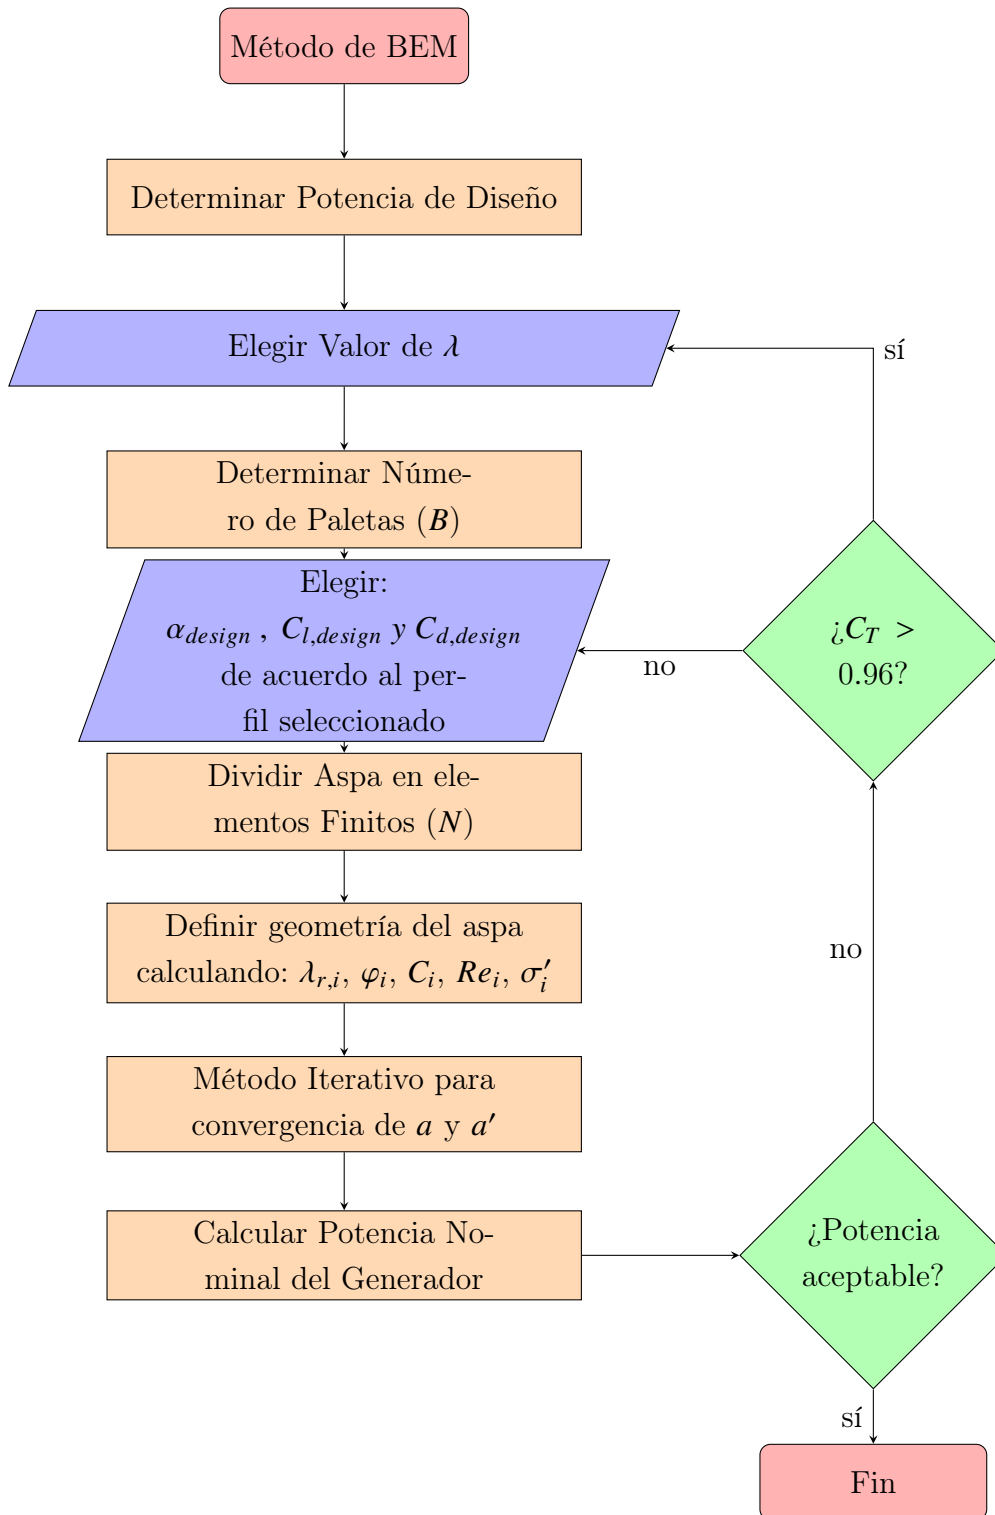 Método de BEM
Determinar Potencia de Diseño
Elegir Valor de λ
sí
Determinar Núme-
ro de Paletas (B)
Elegir:
α_design , C_l,design y C_d,design
de acuerdo al per-
fil seleccionado
no
¿C_T >
0.96?
Dividir Aspa en ele-
mentos Finitos (N)
Definir geometría del aspa
calculando: λ_r,i, φ_i, C_i, Re_i, σ′_i
no
Método Iterativo para
convergencia de a y a′
Calcular Potencia No-
minal del Generador
¿Potencia
aceptable?
sí
Fin